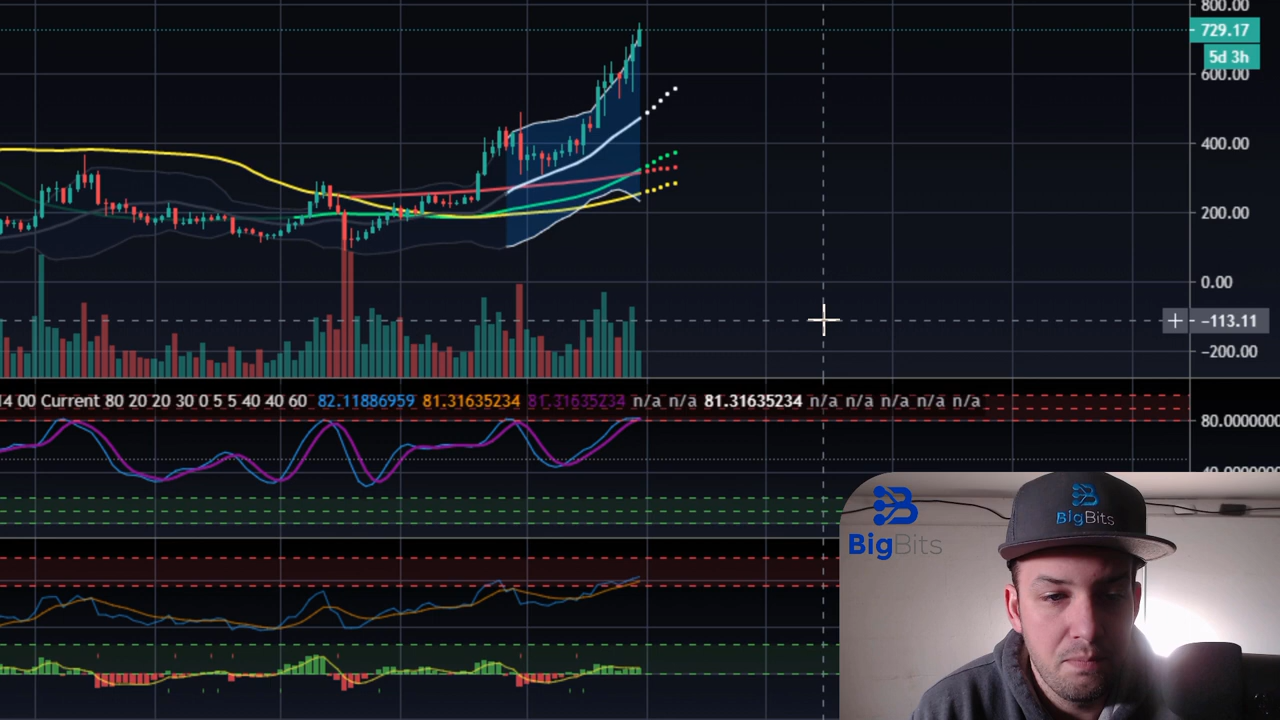 800.00
729.17
5d 3h
600.00
400.00
200.00
0.00
-113.11
-200.00
14 00 Current 80 20 20 30 0 5 5 40 40 60 82.11886959 81.31635234 81.31635234 n/a n/a 81.31635234 n/a n/a n/a n/a n/a
80.0000000
BigBits
BigBits